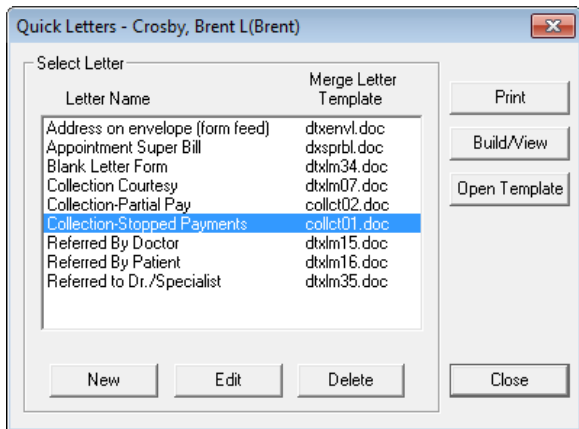 Quick Letters - Crosby, Brent L(Brent)
Select Letter
Letter Name Merge Letter Template
Address on envelope (form feed) dtxenvl.doc
Appointment Super Bill dxsprbl.doc
Blank Letter Form dtxlm34.doc
Collection Courtesy dtxlm07.doc
Collection-Partial Pay collct02.doc
Collection-Stopped Payments collct01.doc
Referred By Doctor dtxlm15.doc
Referred By Patient dtxlm16.doc
Referred to Dr./Specialist dtxlm35.doc
New Edit Delete
Print
Build/View
Open Template
Close